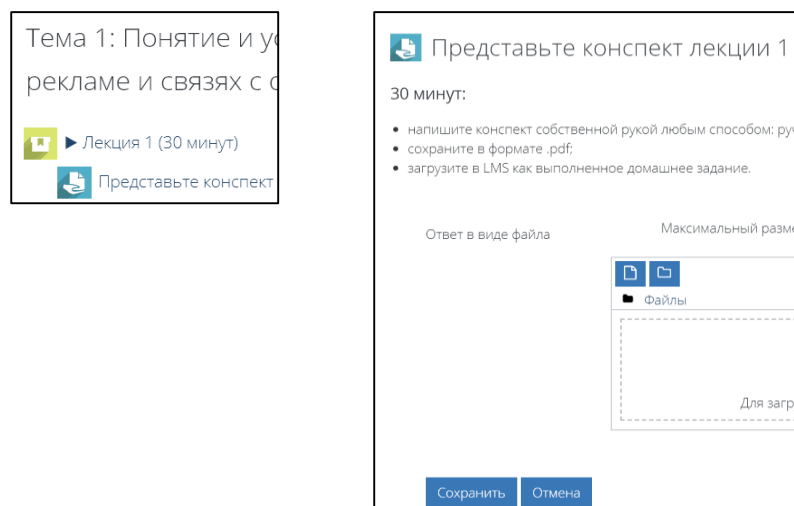 Тема 1: Понятие и
рекламе и связях с
▶ Лекция 1 (30 минут)
Представьте конспект
Представьте конспект лекции 1
30 минут:
• напишите конспект собственной рукой любым способом:
• сохраните в формате .pdf;
• загрузите в LMS как выполненное домашнее задание.
Ответ в виде файла
Максимальный
Файлы
Для
Сохранить
Отмена